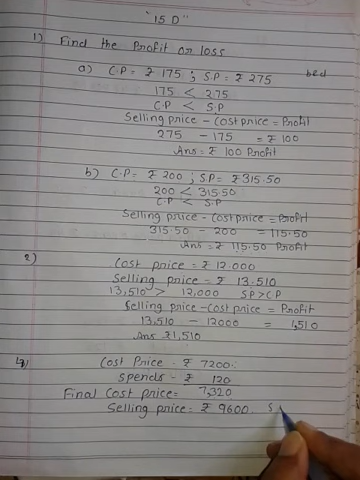 "15 D"
1) Find the Profit or loss
a) C.P = ₹ 175 ; S.P = ₹ 275
175 < 275
C.P < S.P
Selling price - Cost price = Profit
275 - 175 = ₹ 100
Ans = ₹ 100 Profit
b) C.P = ₹ 200 ; S.P = ₹ 315.50
200 < 315.50
C.P < S.P
Selling price - Cost price = Profit
315.50 - 200 = 115.50
Ans = ₹ 115.50 Profit
2)
Cost price = ₹ 12.000
Selling price = ₹ 13.510
13,510 > 12,000 SP > CP
Selling price - Cost price = Profit
13,510 - 12000 = 1,510
Ans ₹1,510
Cost Price = ₹ 7200.
Spends = ₹ 120
Final Cost price = 7,320
Selling price = ₹ 9600 S